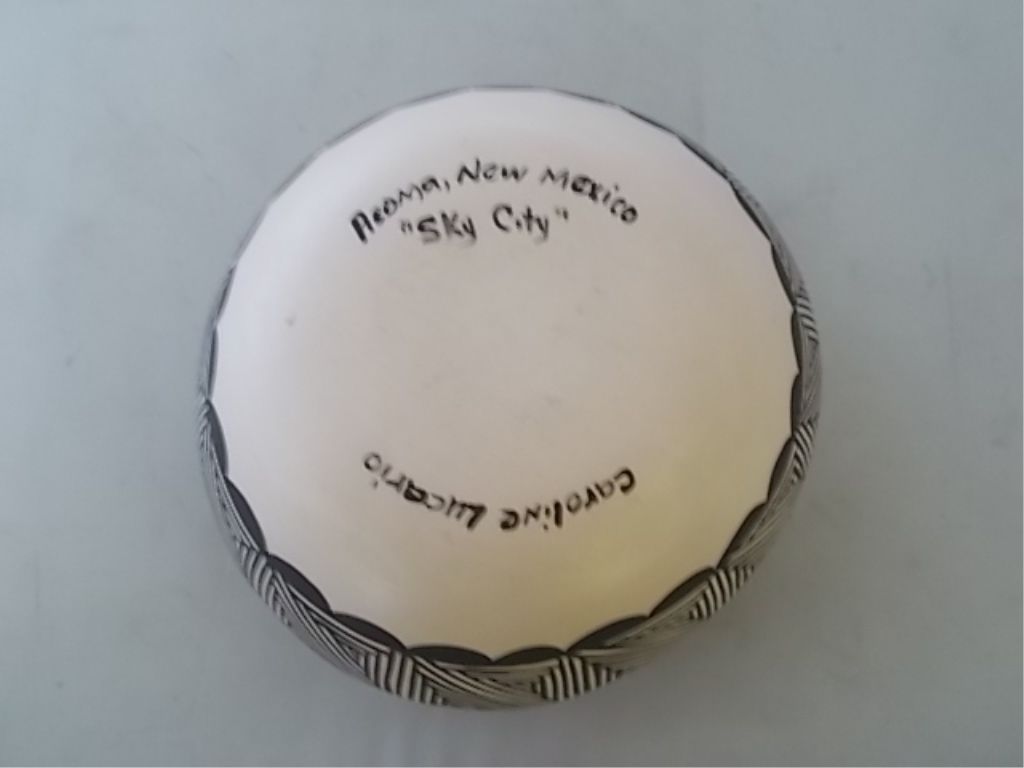 Acoma, New Mexico
"Sky City"
Caroline Lucario